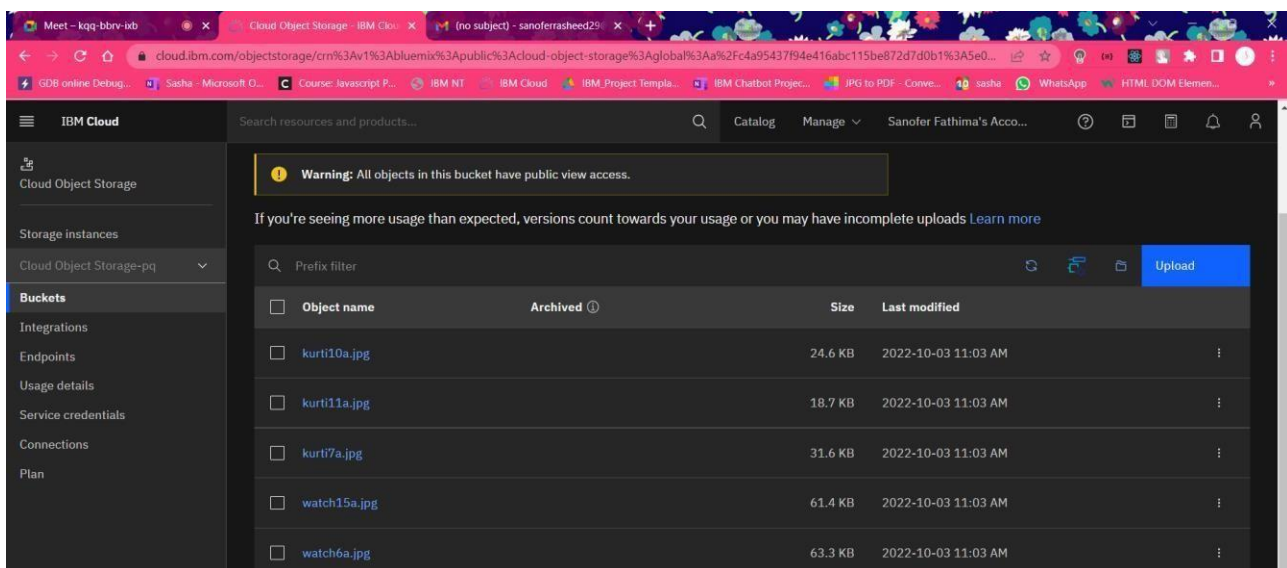 Meet – kqq-bbrv-ixb
Cloud Object Storage – IBM Clou
(no subject) - sanoferrasheed29
cloud.ibm.com/objectstorage/crn%3Av1%3Abluemix%3Apublic%3Acloud-object-storage%3Aglobal%3Aa%2Fc4a95437f94e416abc115be872d7d0b1%3A5e0...
GDB online Debug...
Sasha - Microsoft O...
Course: Javascript P...
IBM NT
IBM Cloud
IBM_Project Templa...
IBM Chatbot Projec...
JPG to PDF - Conve...
sasha
WhatsApp
HTML DOM Elemen...
IBM Cloud
Search resources and products...
Catalog
Manage
Sanofer Fathima's Acco...
Cloud Object Storage
Storage instances
Cloud Object Storage-pq
Buckets
Integrations
Endpoints
Usage details
Service credentials
Connections
Plan
Warning: All objects in this bucket have public view access.
If you're seeing more usage than expected, versions count towards your usage or you may have incomplete uploads Learn more
Prefix filter
Upload
Object name Archived Size Last modified
kurti10a.jpg 24.6 KB 2022-10-03 11:03 AM
kurti11a.jpg 18.7 KB 2022-10-03 11:03 AM
kurti7a.jpg 31.6 KB 2022-10-03 11:03 AM
watch15a.jpg 61.4 KB 2022-10-03 11:03 AM
watch6a.jpg 63.3 KB 2022-10-03 11:03 AM